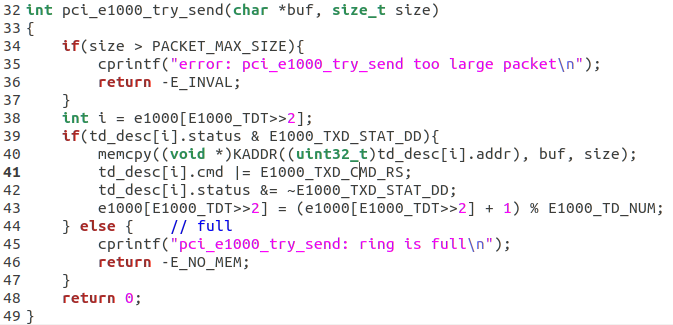 32 int pci_e1000_try_send(char *buf, size_t size)
33 {
34     if(size > PACKET_MAX_SIZE){
35         cprintf("error: pci_e1000_try_send too large packet\n");
36         return -E_INVAL;
37     }
38     int i = e1000[E1000_TDT>>2];
39     if(td_desc[i].status & E1000_TXD_STAT_DD){
40         memcpy((void *)KADDR((uint32_t)td_desc[i].addr), buf, size);
41         td_desc[i].cmd |= E1000_TXD_CMD_RS;
42         td_desc[i].status &= ~E1000_TXD_STAT_DD;
43         e1000[E1000_TDT>>2] = (e1000[E1000_TDT>>2] + 1) % E1000_TD_NUM;
44     } else {    // full
45         cprintf("pci_e1000_try_send: ring is full\n");
46         return -E_NO_MEM;
47     }
48     return 0;
49 }